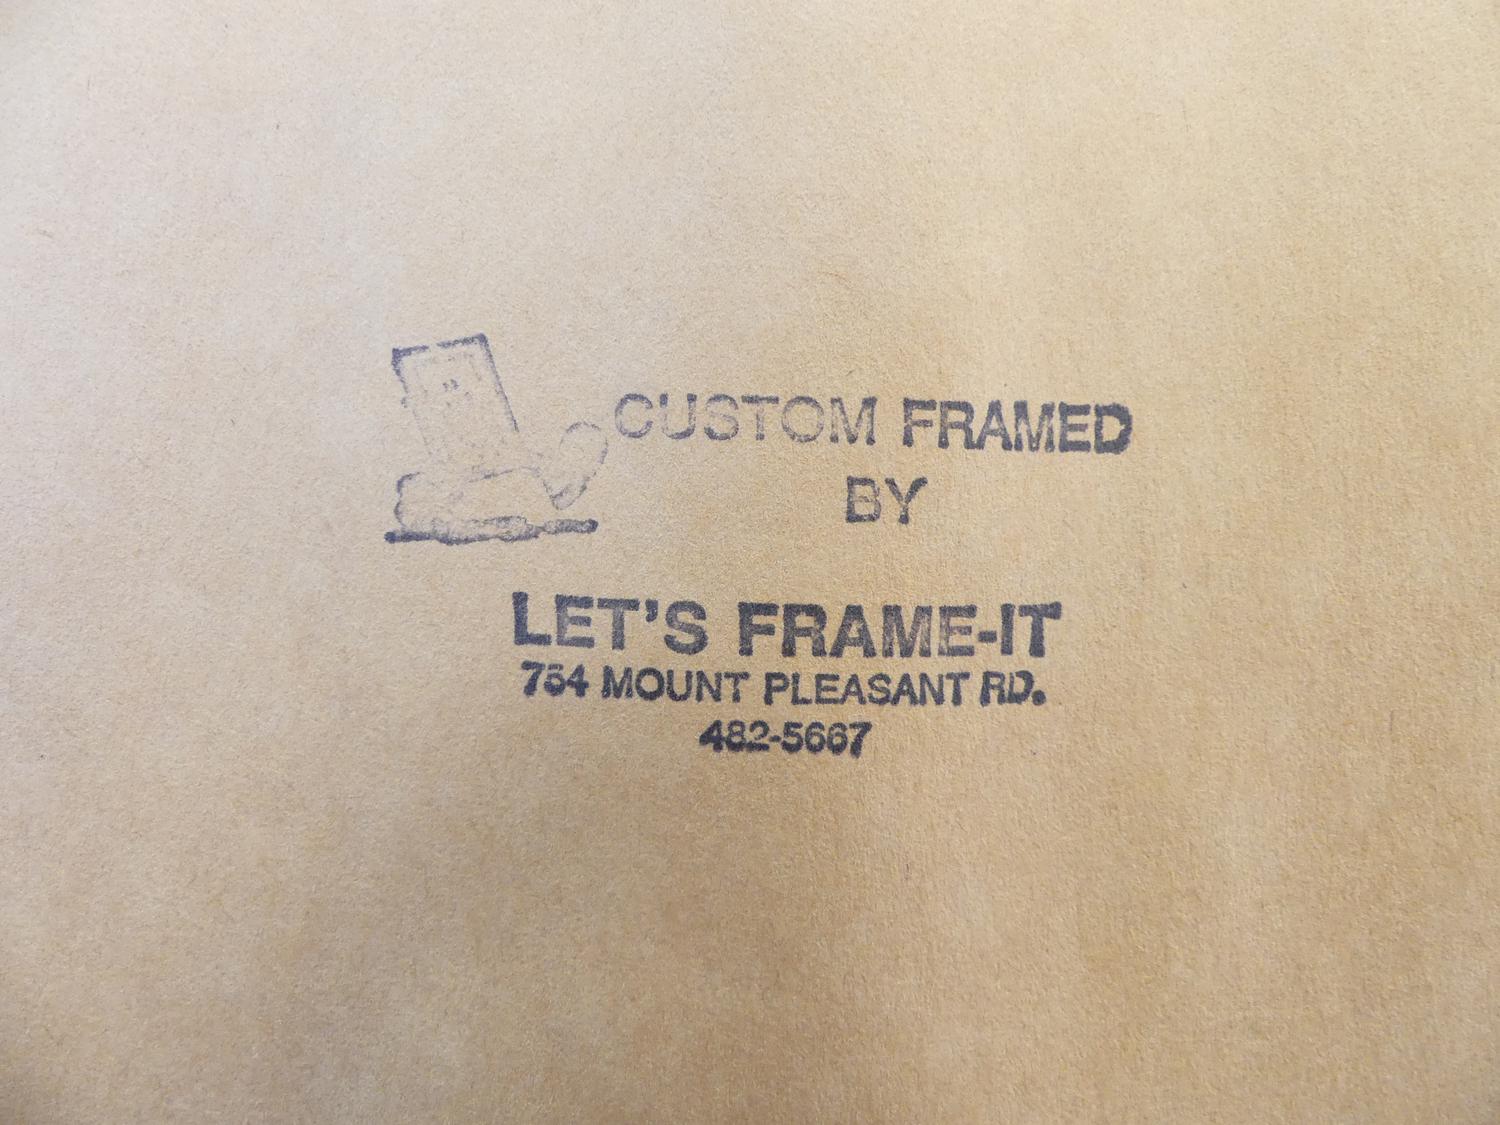 CUSTOM FRAMED
BY
LET'S FRAME-IT
754 MOUNT PLEASANT RD.
482-5667